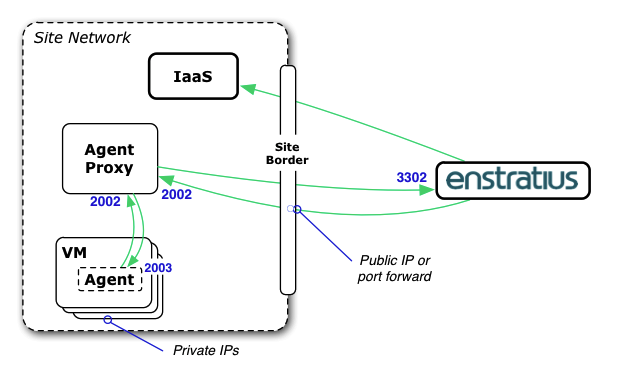 Site Network
IaaS
Site
Border
Agent
Proxy
3302
enstratius
2002
2002
VM
2003
Agent
Public IP or
port forward
Private IPs